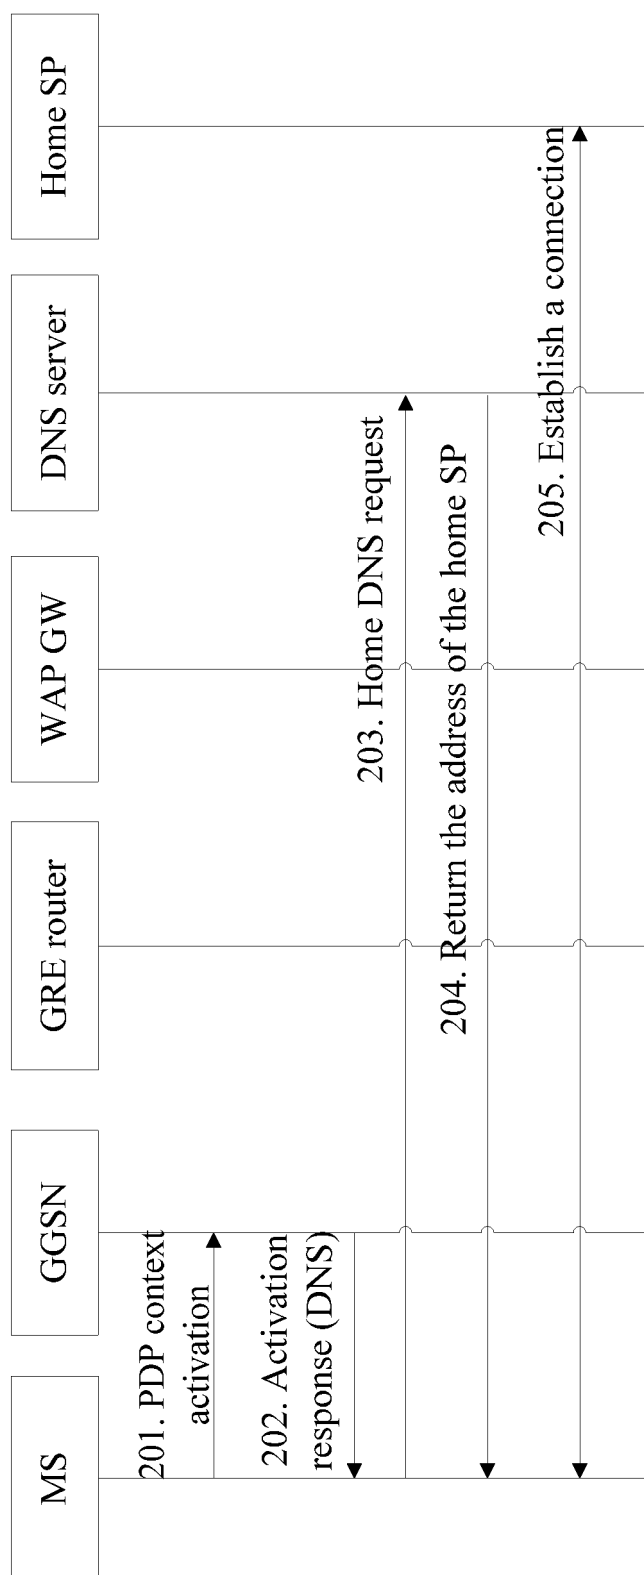 MS
GGSN
GRE router
WAP GW
DNS server
Home SP
201. PDP context
activation
202. Activation
response (DNS)
203. Home DNS request
204. Return the address of the home SP
205. Establish a connection